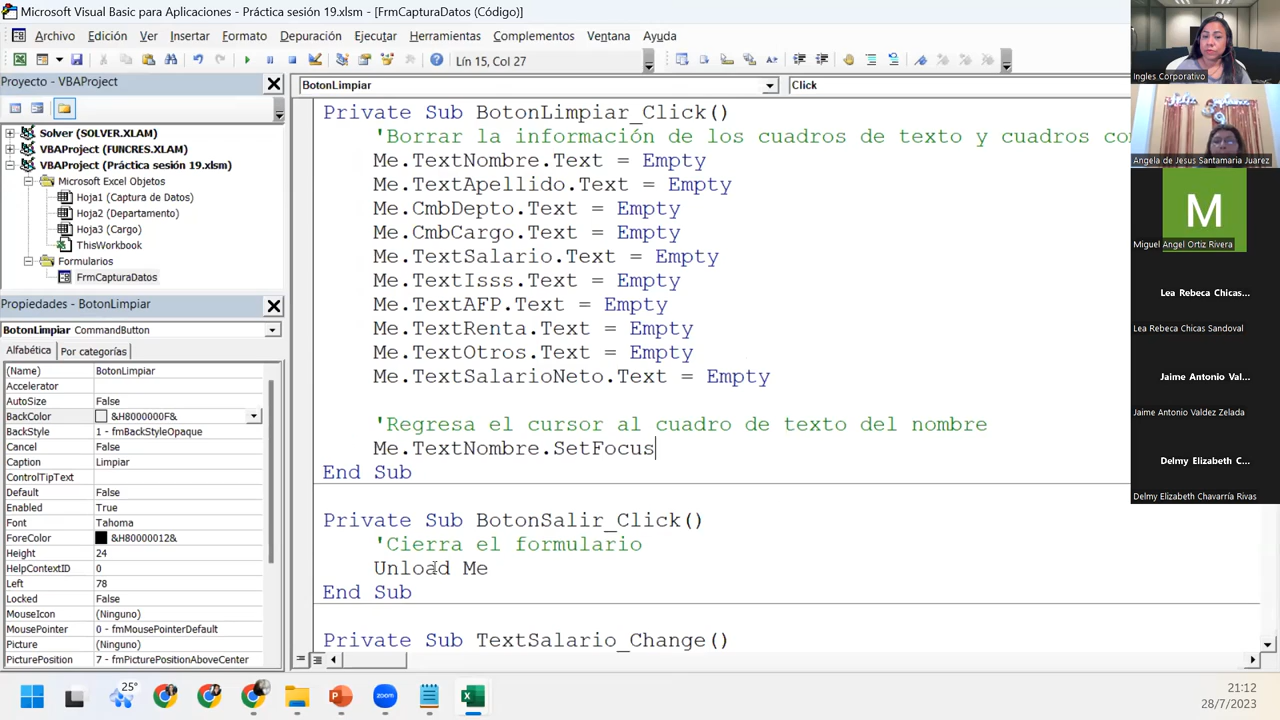 Microsoft Visual Basic para Aplicaciones - Práctica sesión 19.xlsm - [FrmCapturaDatos (Código)]
Archivo Edición Ver Insertar Formato Depuración Ejecutar Herramientas Complementos Ventana Ayuda
Lín 15, Col 27
Proyecto - VBAProject
Solver (SOLVER.XLAM)
VBAProject (FUNCRES.XLAM)
VBAProject (Práctica sesión 19.xlsm)
Microsoft Excel Objetos
Hoja1 (Captura de Datos)
Hoja2 (Departamento)
Hoja3 (Cargo)
ThisWorkbook
Formularios
FrmCapturaDatos
Propiedades - BotonLimpiar
BotonLimpiar CommandButton
Alfabética Por categorías
(Name) BotonLimpiar
Accelerator
AutoSize False
BackColor &H8000000F&
BackStyle 1 - fmBackStyleOpaque
Cancel False
Caption Limpiar
ControlTipText
Default False
Enabled True
Font Tahoma
ForeColor &H80000012&
Height 24
HelpContextID 0
Left 78
Locked False
MouseIcon (Ninguno)
MousePointer 0 - fmMousePointerDefault
Picture (Ninguno)
PicturePosition 7 - fmPicturePositionAboveCenter
BotonLimpiar Click
Private Sub BotonLimpiar_Click()
'Borrar la información de los cuadros de texto y cuadros co
Me.TextNombre.Text = Empty
Me.TextApellido.Text = Empty
Me.CmbDepto.Text = Empty
Me.CmbCargo.Text = Empty
Me.TextSalario.Text = Empty
Me.TextIsss.Text = Empty
Me.TextAFP.Text = Empty
Me.TextRenta.Text = Empty
Me.TextOtros.Text = Empty
Me.TextSalarioNeto.Text = Empty
'Regresa el cursor al cuadro de texto del nombre
Me.TextNombre.SetFocus
End Sub
Private Sub BotonSalir_Click()
'Cierra el formulario
Unload Me
End Sub
Private Sub TextSalario_Change()
Ingles Corporativo
Angela de Jesus Santamaria Juarez
M
Miguel Angel Ortiz Rivera
Lea Rebeca Chicas...
Lea Rebeca Chicas Sandoval
Jaime Antonio Val...
Jaime Antonio Valdez Zelada
Delmy Elizabeth C...
Delmy Elizabeth Chavarría Rivas
25°
zoom
21:12
28/7/2023